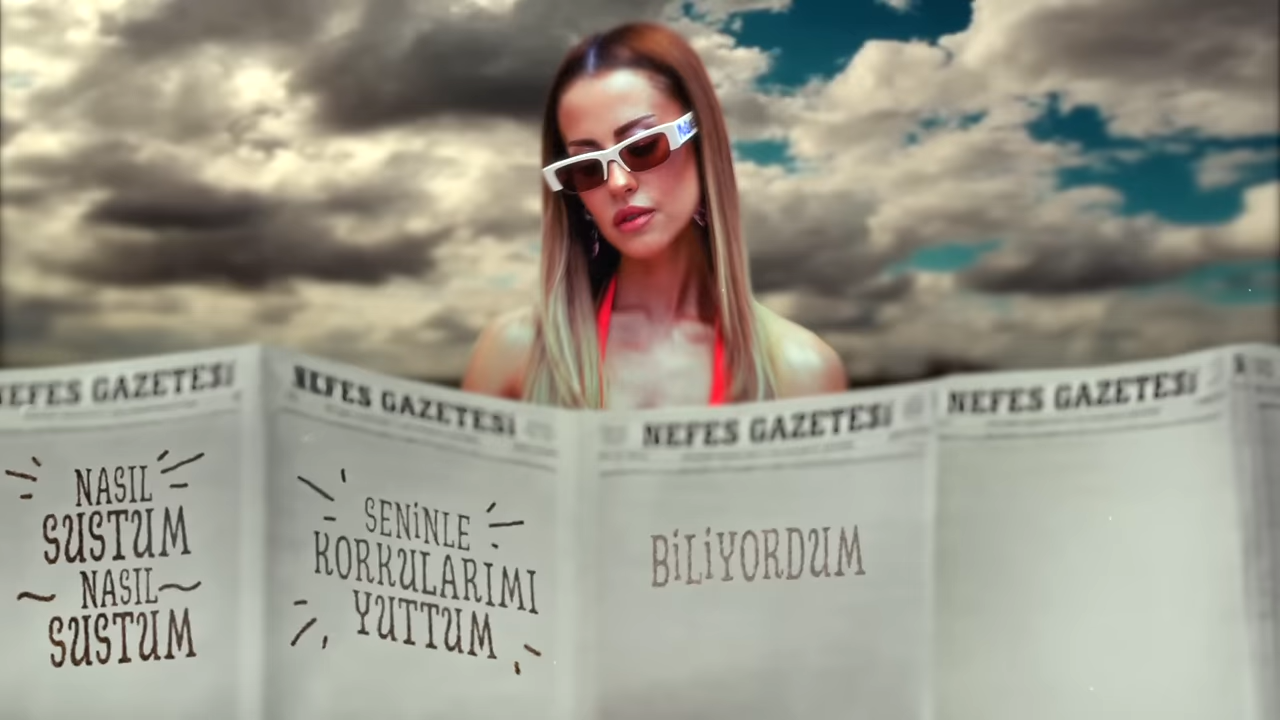 NEFES GAZETESİ
NASIL
SUSTUM
NASIL
SUSTUM
NEFES GAZETESİ
SENİNLE
KORKULARIMI
YUTTUM
NEFES GAZETESİ
BİLİYORDUM
NEFES GAZETESİ